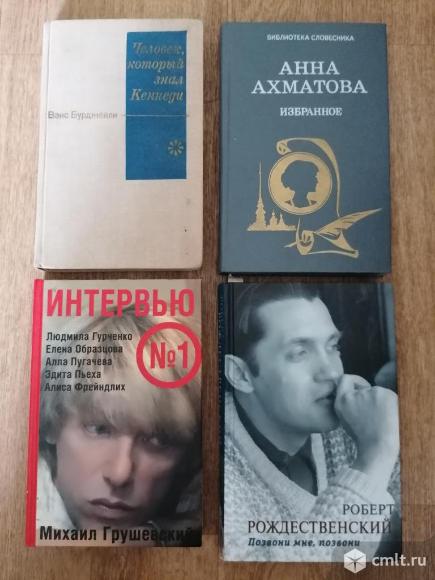 Человек,
который
знал
Кеннеди
Вэнс Бурджейли
БИБЛИОТЕКА СЛОВЕСНИКА
АННА
АХМАТОВА
ИЗБРАННОЕ
ИНТЕРВЬЮ
№1
Людмила Гурченко
Елена Образцова
Алла Пугачева
Эдита Пьеха
Алиса Фрейндлих
Михаил Грушевский
РОБЕРТ
РОЖДЕСТВЕНСКИЙ
Позвони мне, позвони
cmlt.ru